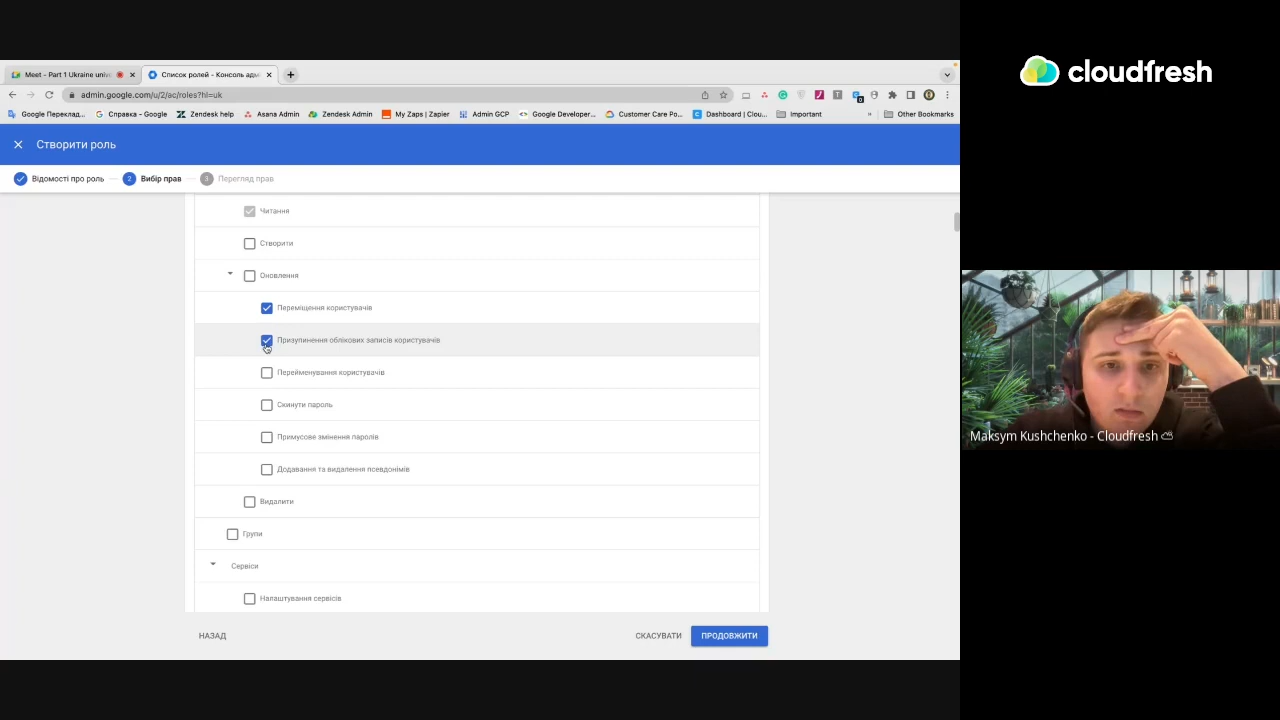 cloudfresh
Meet - Part 1 Ukraine univ
Список ролей - Консоль адм
admin.google.com/u/2/ac/roles?hl=uk
Google Переклад... Справка – Google Zendesk help Asana Admin Zendesk Admin My Zaps | Zapier Admin GCP Google Developer... Customer Care Po... Dashboard | Clou... Important » Other Bookmarks
Створити роль
Відомості про роль 2 Вибір прав 3 Перегляд прав
Читання
Створити
Оновлення
Переміщення користувачів
Призупинення облікових записів користувачів
Перейменування користувачів
Скинути пароль
Примусове змінення паролів
Додавання та видалення псевдонімів
Видалити
Групи
Сервіси
Налаштування сервісів
НАЗАД СКАСУВАТИ ПРОДОВЖИТИ
Maksym Kushchenko - Cloudfresh